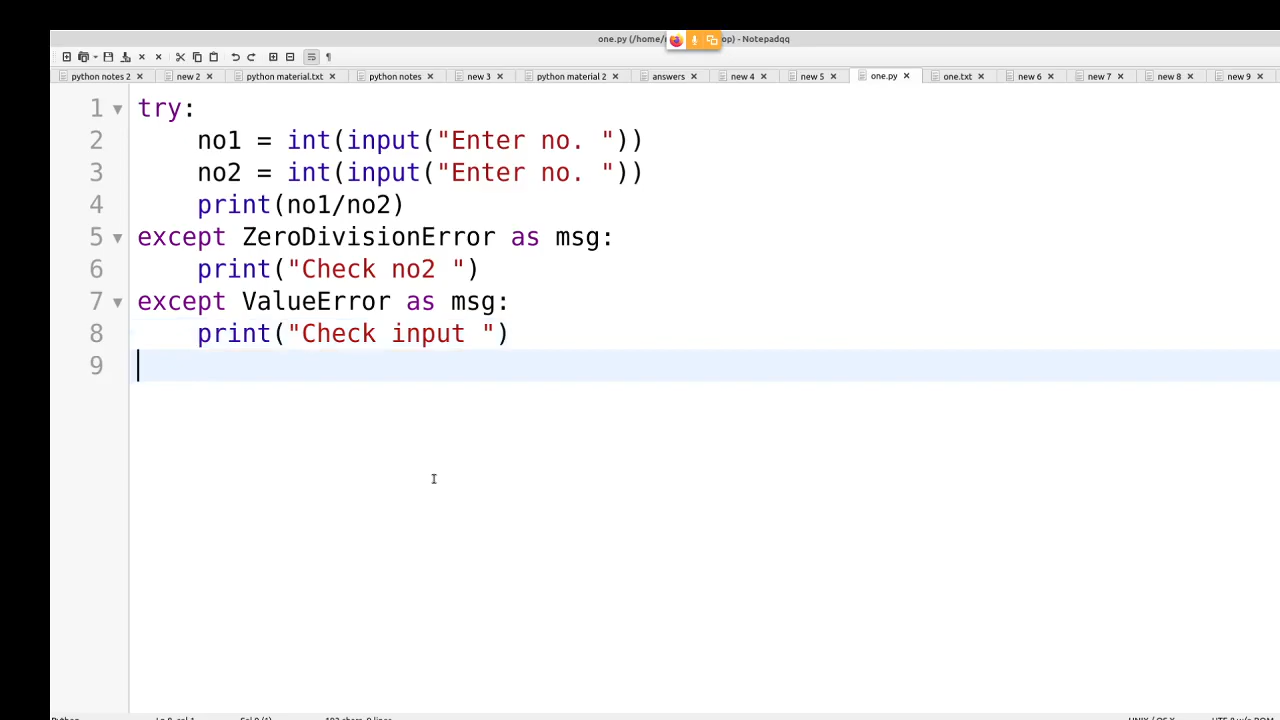 one.py (/home/ op) - Notepadqq
python notes 2 new 2 python material.txt python notes new 3 python material 2 answers new 4 new 5 one.py one.txt new 6 new 7 new 8 new 9
1 try:
2 no1 = int(input("Enter no. "))
3 no2 = int(input("Enter no. "))
4 print(no1/no2)
5 except ZeroDivisionError as msg:
6 print("Check no2 ")
7 except ValueError as msg:
8 print("Check input ")
9